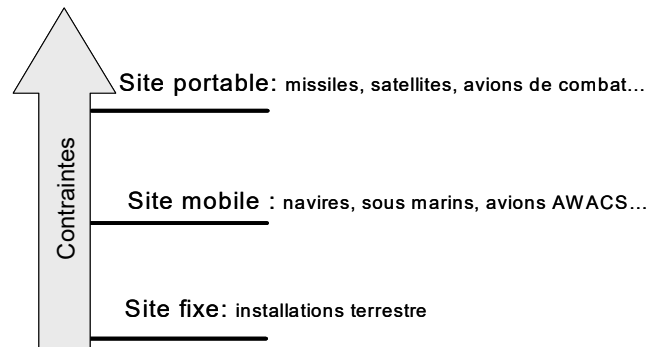 Site portable: missiles, satellites, avions de combat...
Contraintes
Site mobile : navires, sous marins, avions AWACS...
Site fixe: installations terrestre